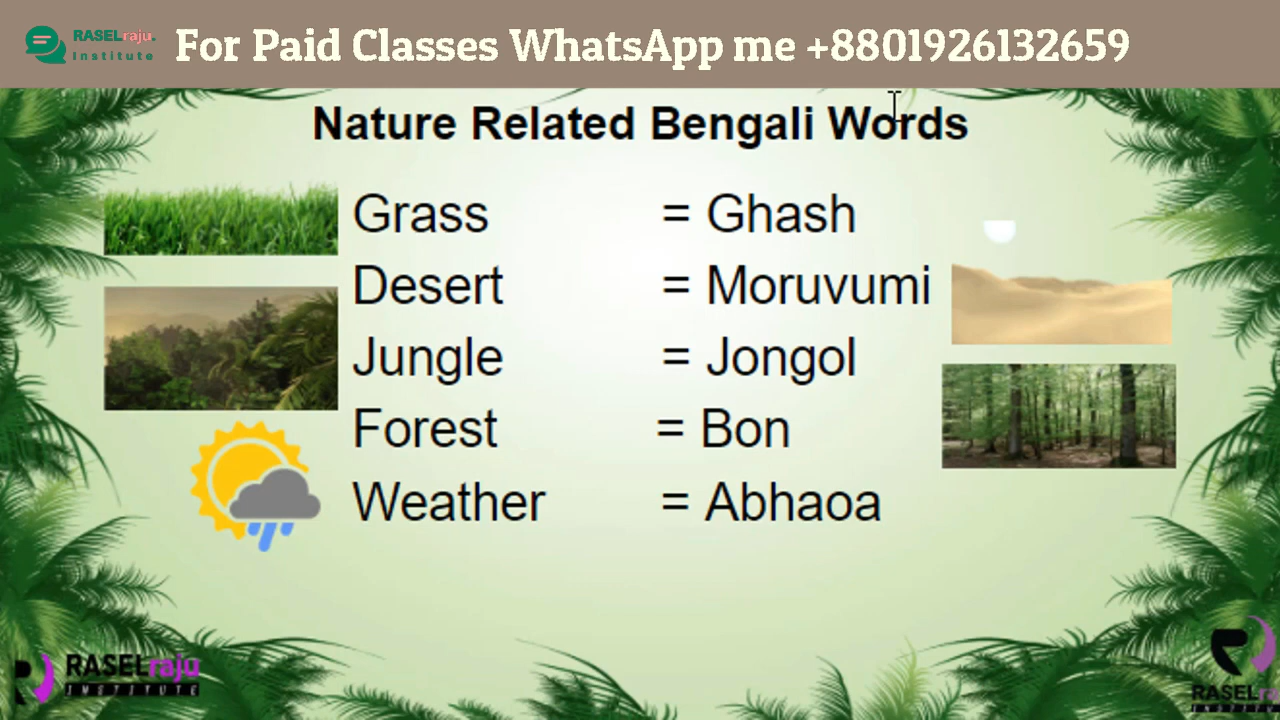 RASELraju.
Institute
For Paid Classes WhatsApp me +8801926132659
Nature Related Bengali Words
Grass = Ghash
Desert = Moruvumi
Jungle = Jongol
Forest = Bon
Weather = Abhaoa
RASELraju
INSTITUTE